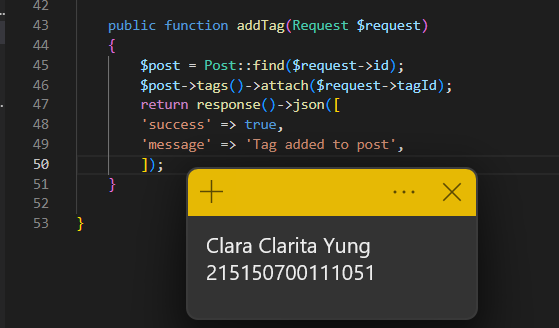 42
43 public function addTag(Request $request)
44 {
45 $post = Post::find($request->id);
46 $post->tags()->attach($request->tagId);
47 return response()->json([
48 'success' => true,
49 'message' => 'Tag added to post',
50 ]);
51 }
52
53 }
Clara Clarita Yung
215150700111051